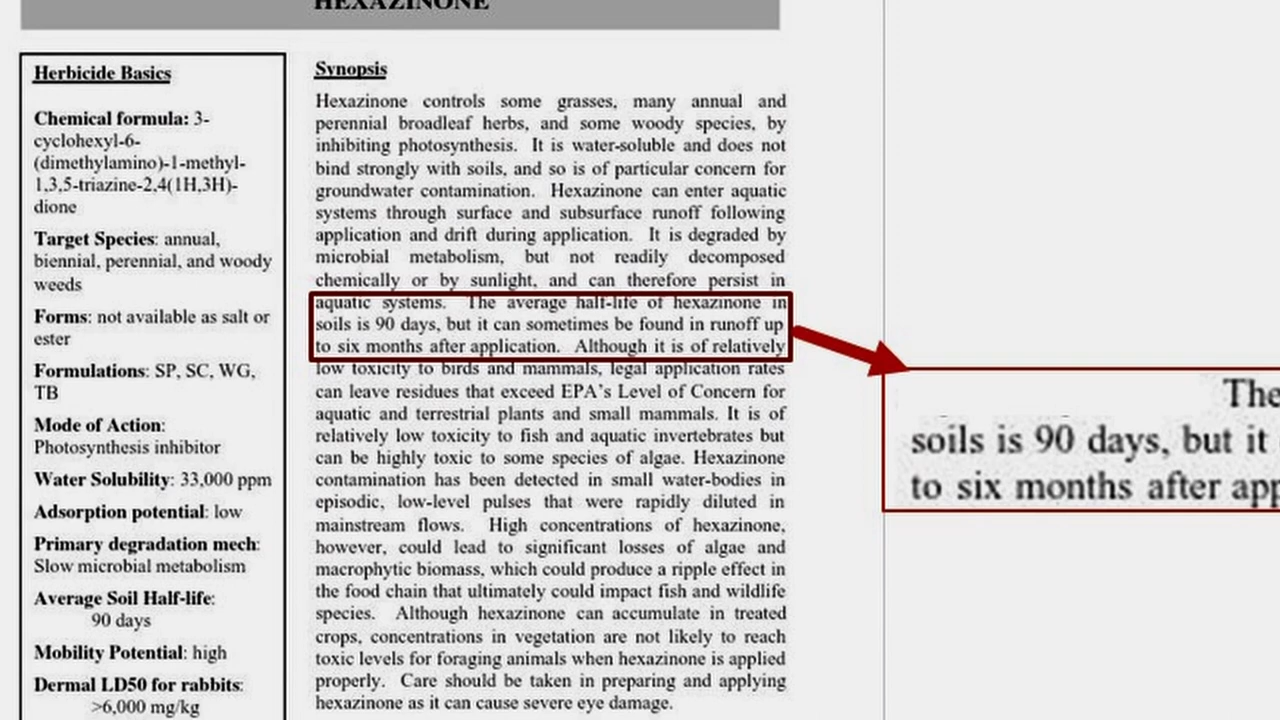 HEXAZINONE
Herbicide Basics
Chemical formula: 3-
cyclohexyl-6-
(dimethylamino)-1-methyl-
1,3,5-triazine-2,4(1H,3H)-
dione
Target Species: annual,
biennial, perennial, and woody
weeds
Forms: not available as salt or
ester
Formulations: SP, SC, WG,
TB
Mode of Action:
Photosynthesis inhibitor
Water Solubility: 33,000 ppm
Adsorption potential: low
Primary degradation mech:
Slow microbial metabolism
Average Soil Half-life:
90 days
Mobility Potential: high
Dermal LD50 for rabbits:
>6,000 mg/kg
Synopsis
Hexazinone controls some grasses, many annual and
perennial broadleaf herbs, and some woody species, by
inhibiting photosynthesis. It is water-soluble and does not
bind strongly with soils, and so is of particular concern for
groundwater contamination. Hexazinone can enter aquatic
systems through surface and subsurface runoff following
application and drift during application. It is degraded by
microbial metabolism, but not readily decomposed
chemically or by sunlight, and can therefore persist in
aquatic systems. The average half-life of hexazinone in
soils is 90 days, but it can sometimes be found in runoff up
to six months after application. Although it is of relatively
low toxicity to birds and mammals, legal application rates
can leave residues that exceed EPA's Level of Concern for
aquatic and terrestrial plants and small mammals. It is of
relatively low toxicity to fish and aquatic invertebrates but
can be highly toxic to some species of algae. Hexazinone
contamination has been detected in small water-bodies in
episodic, low-level pulses that were rapidly diluted in
mainstream flows. High concentrations of hexazinone,
however, could lead to significant losses of algae and
macrophytic biomass, which could produce a ripple effect in
the food chain that ultimately could impact fish and wildlife
species. Although hexazinone can accumulate in treated
crops, concentrations in vegetation are not likely to reach
toxic levels for foraging animals when hexazinone is applied
properly. Care should be taken in preparing and applying
hexazinone as it can cause severe eye damage.
The
soils is 90 days, but it
to six months after app